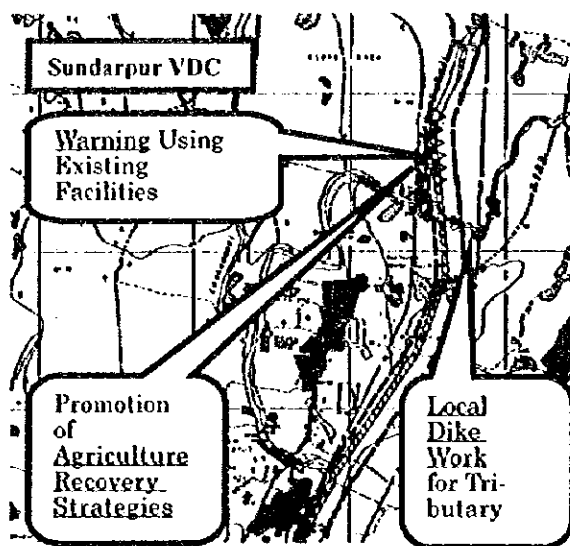 Sundarpur VDC
Warning Using
Existing
Facilities
Promotion
of
Agriculture
Recovery
Strategies
Local
Dike
Work
for Tri-
butary